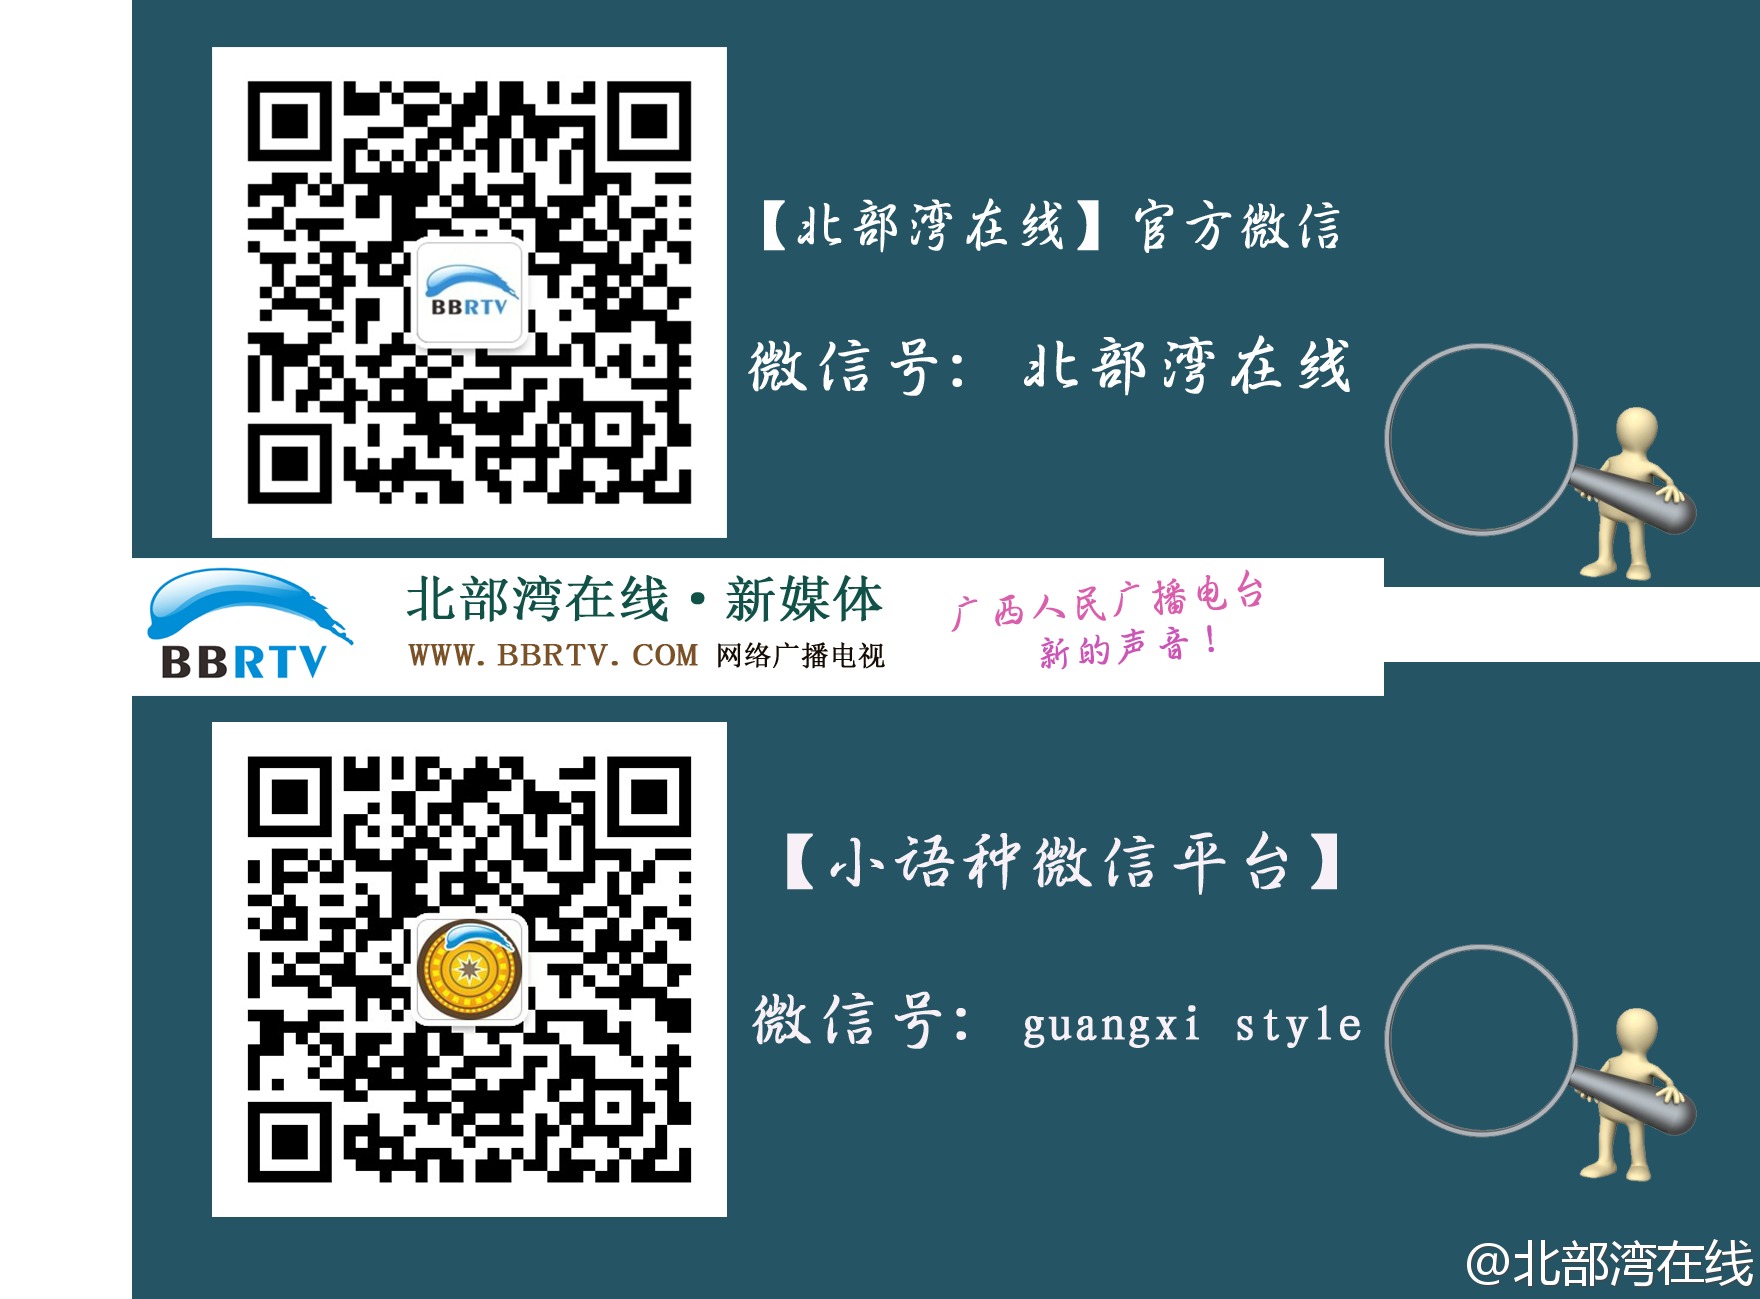 BBRTV
【北部湾在线】官方微信
微信号： 北部湾在线
BBRTV
北部湾在线·新媒体
WWW.BBRTV.COM 网络广播电视
广西人民广播电台
新的声音！
【小语种微信平台】
微信号： guangxi style
@北部湾在线